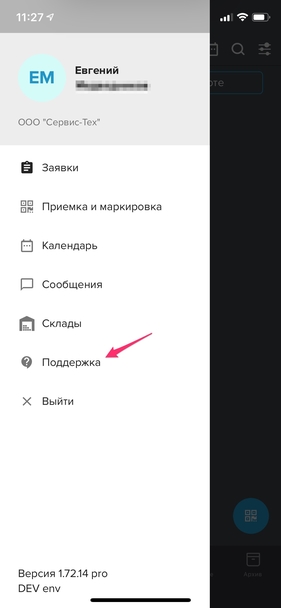 11:27
EM
Евгений
ООО "Сервис-Тех"
Заявки
Приемка и маркировка
Календарь
Сообщения
Склады
Поддержка
Выйти
Версия 1.72.14 pro
DEV env
Архив